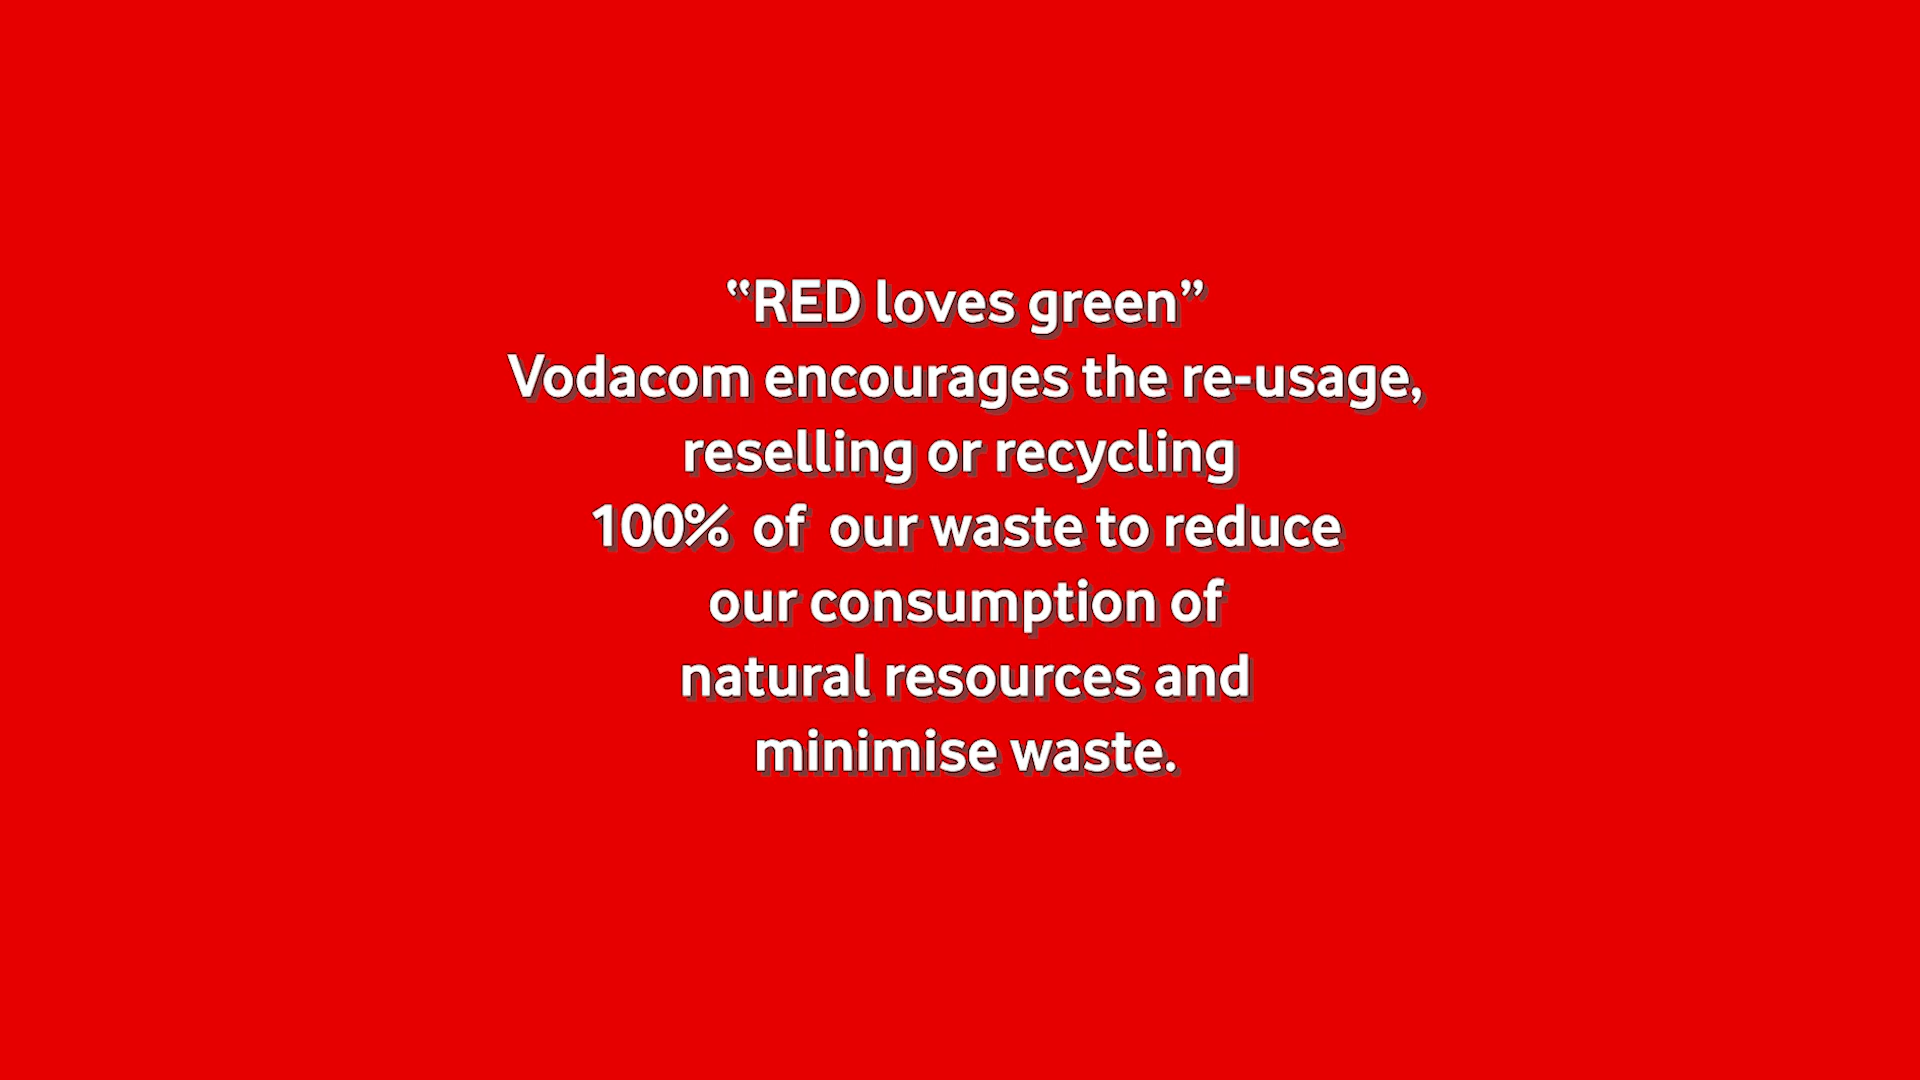 “RED loves green”
Vodacom encourages the re-usage,
reselling or recycling
100% of our waste to reduce
our consumption of
natural resources and
minimise waste.